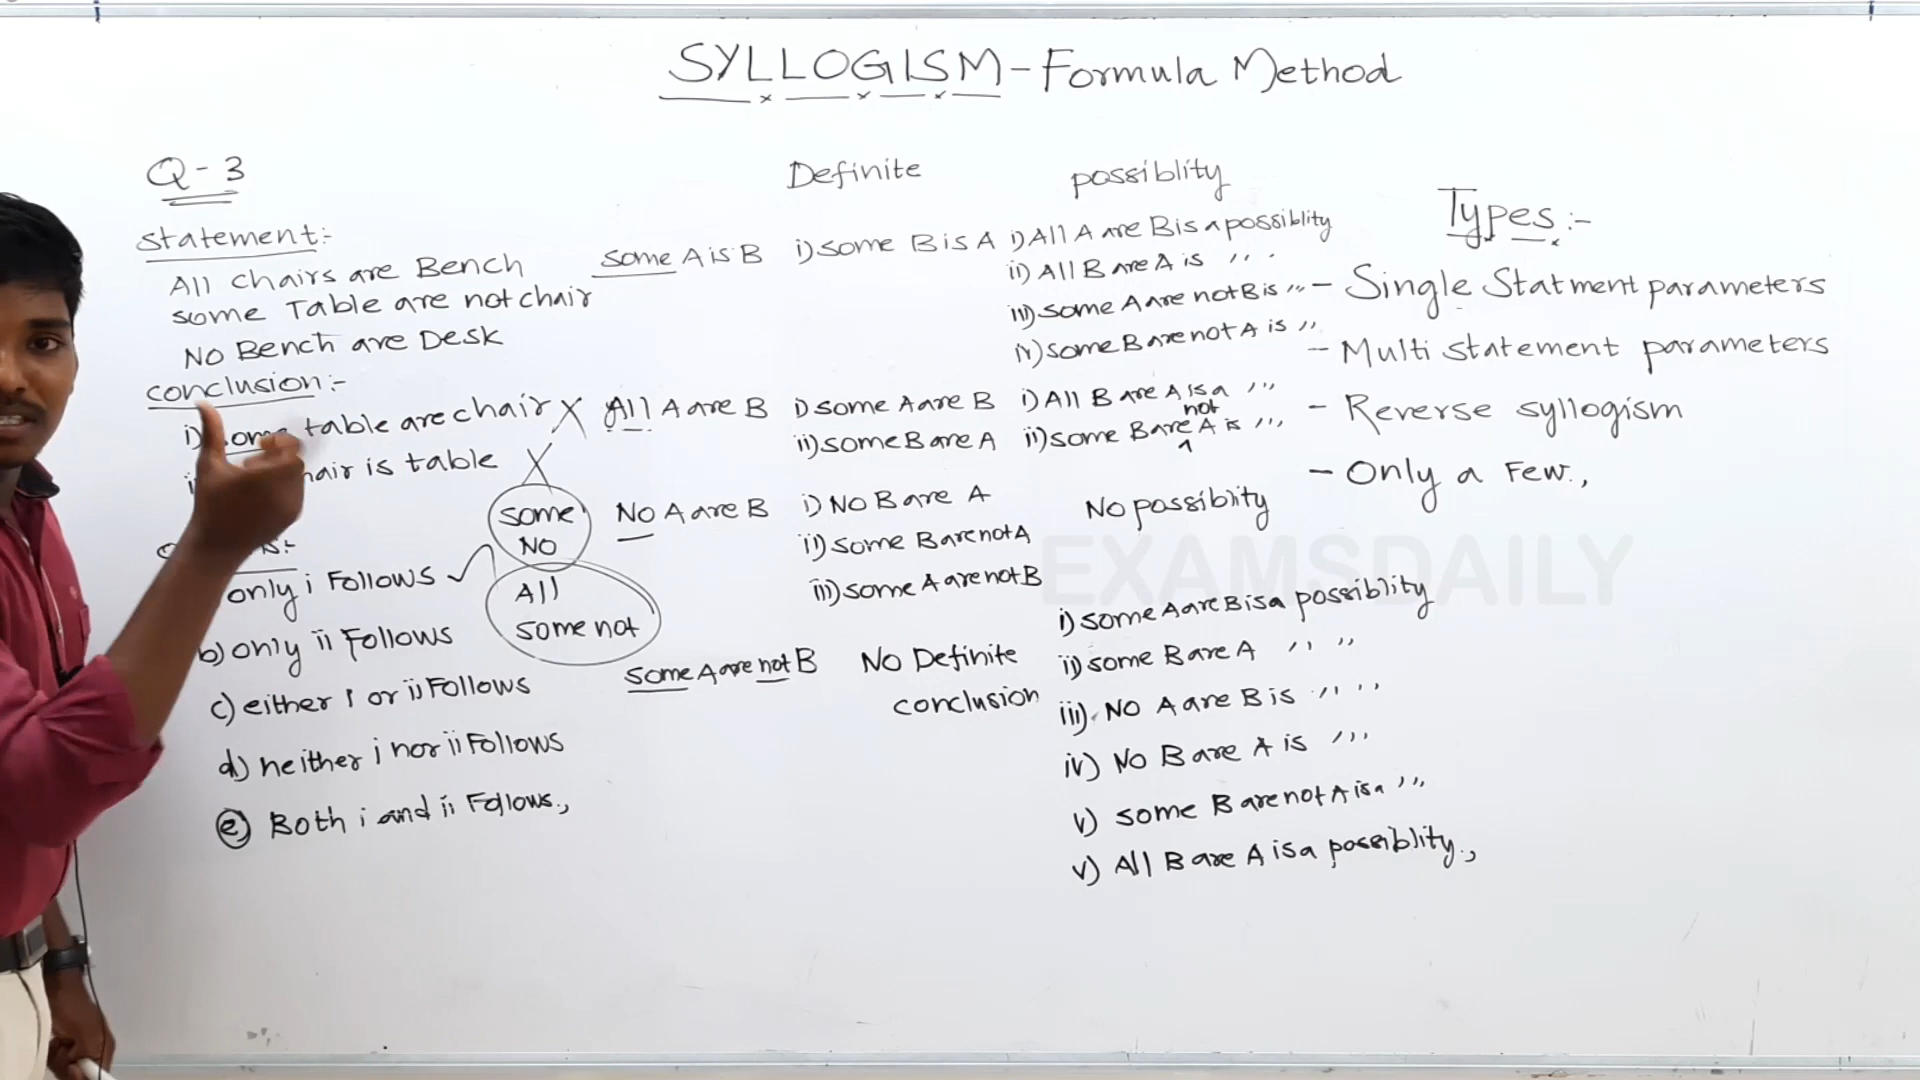 SYLLOGISM - Formula Method
Q - 3
statement:-
All chairs are Bench
some Table are not chair
No Bench are Desk
conclusion:-
i) some table are chair X
hair is table X
some
NO
All
some not
only i Follows ✓
b) only ii Follows
c) either i or ii Follows
d) neither i nor ii Follows
e) Both i and ii Follows.,
Definite
possiblity
some A is B i) some B is A i) All A are B is a possiblity
ii) All B are A is " "
iii) some A are not B is "
iv) some B are not A is "
All A are B i) some A are B i) All B are A is a "
ii) some B are A ii) some B are not A is "
No A are B i) NO B are A No possiblity
ii) some B are not A
iii) some A are not B
some A are not B No Definite conclusion
i) some A are B is a possiblity
ii) some B are A " "
iii) No A are B is " "
iv) No B are A is "
v) some B are not A is a "
v) All B are A is a possiblity.,
Types:-
- Single Statment parameters
- Multi statement parameters
- Reverse syllogism
- Only a Few.,
EXAMSDAILY